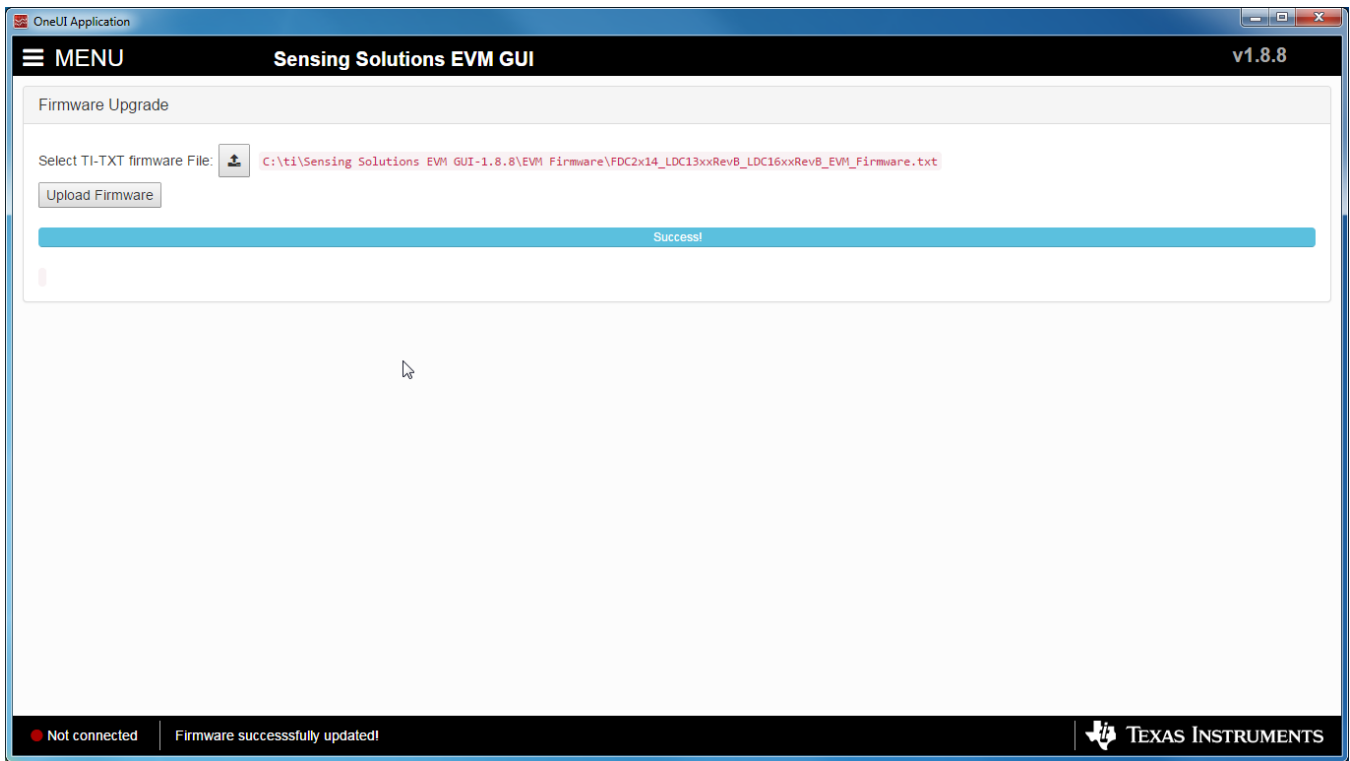 OneUI Application
MENU
Sensing Solutions EVM GUI
v1.8.8
Firmware Upgrade
Select TI-TXT firmware File:
C:\ti\Sensing Solutions EVM GUI-1.8.8\EVM Firmware\FDC2x14_LDC13xxRevB_LDC16xxRevB_EVM_Firmware.txt
Upload Firmware
Success!
Not connected
Firmware successsfully updated!
TEXAS INSTRUMENTS